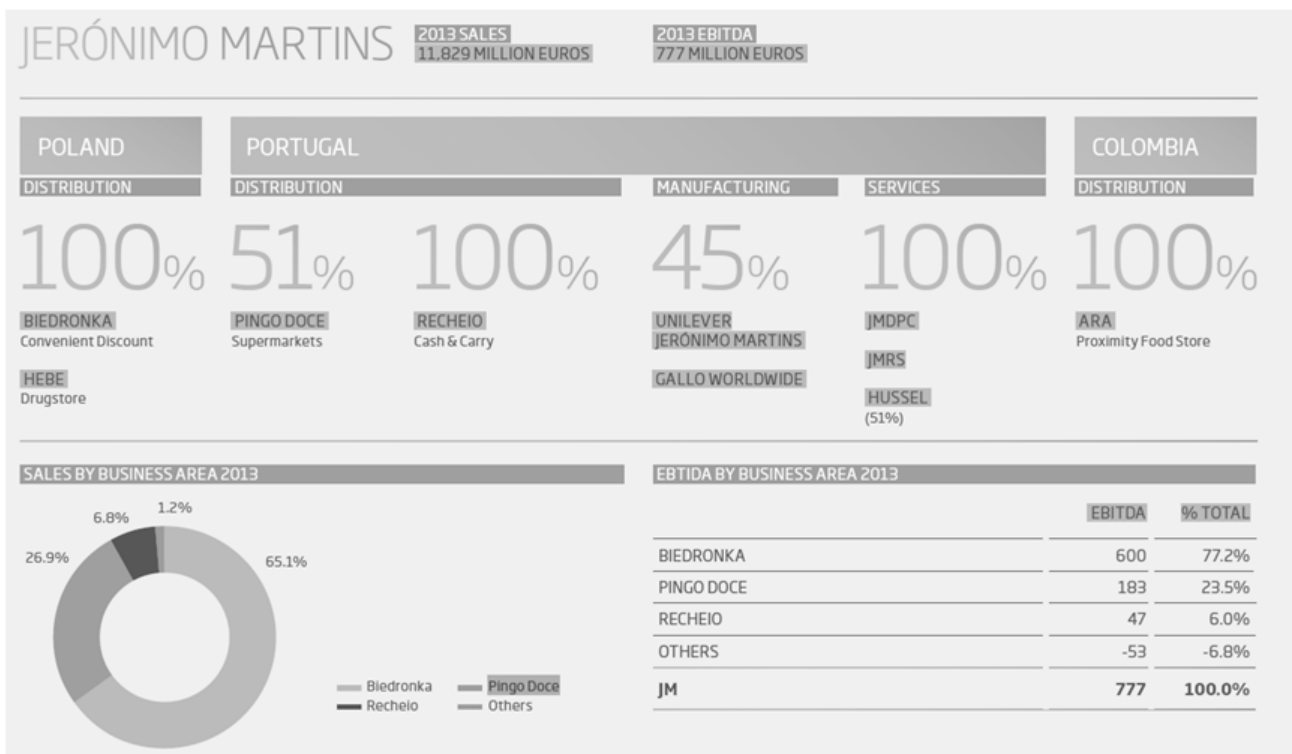 JERÓNIMO MARTINS
2013 SALES
11,829 MILLION EUROS
2013 EBITDA
777 MILLION EUROS
POLAND
PORTUGAL
COLOMBIA
DISTRIBUTION
DISTRIBUTION
MANUFACTURING
SERVICES
DISTRIBUTION
100%
51%
100%
45%
100%
100%
BIEDRONKA
Convenient Discount
HEBE
Drugstore
PINGO DOCE
Supermarkets
RECHEIO
Cash & Carry
UNILEVER
JERÓNIMO MARTINS
GALLO WORLDWIDE
JMDPC
JMRS
HUSSEL
(51%)
ARA
Proximity Food Store
SALES BY BUSINESS AREA 2013
1.2%
6.8%
26.9%
65.1%
Biedronka Pingo Doce
Recheio Others
EBTIDA BY BUSINESS AREA 2013
EBITDA % TOTAL
BIEDRONKA 600 77.2%
PINGO DOCE 183 23.5%
RECHEIO 47 6.0%
OTHERS -53 -6.8%
JM 777 100.0%